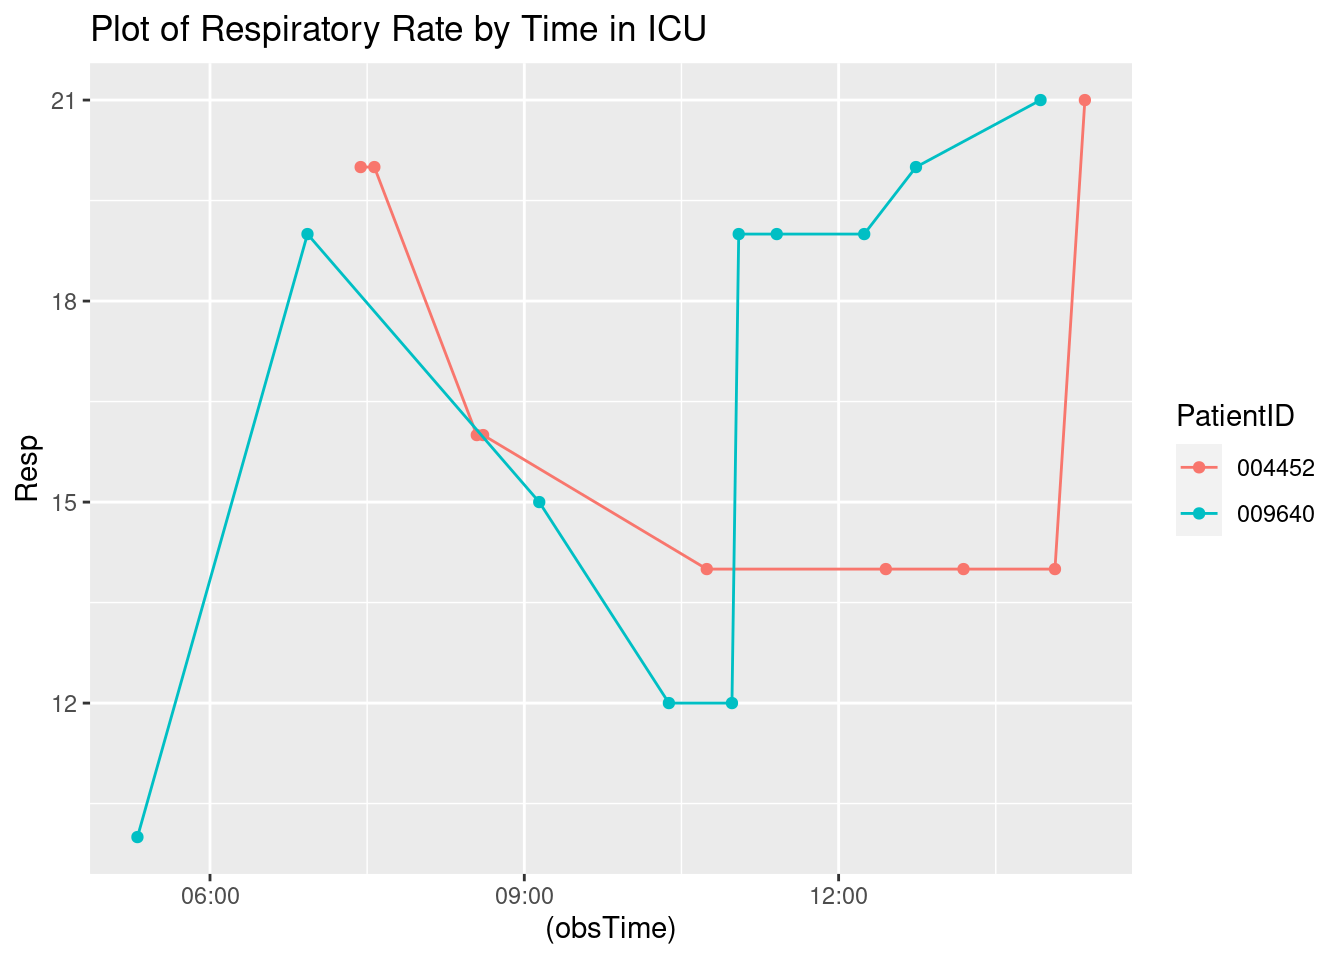 Plot of Respiratory Rate by Time in ICU
21
18
15
12
Resp
06:00
09:00
12:00
(obsTime)
PatientID
004452
009640